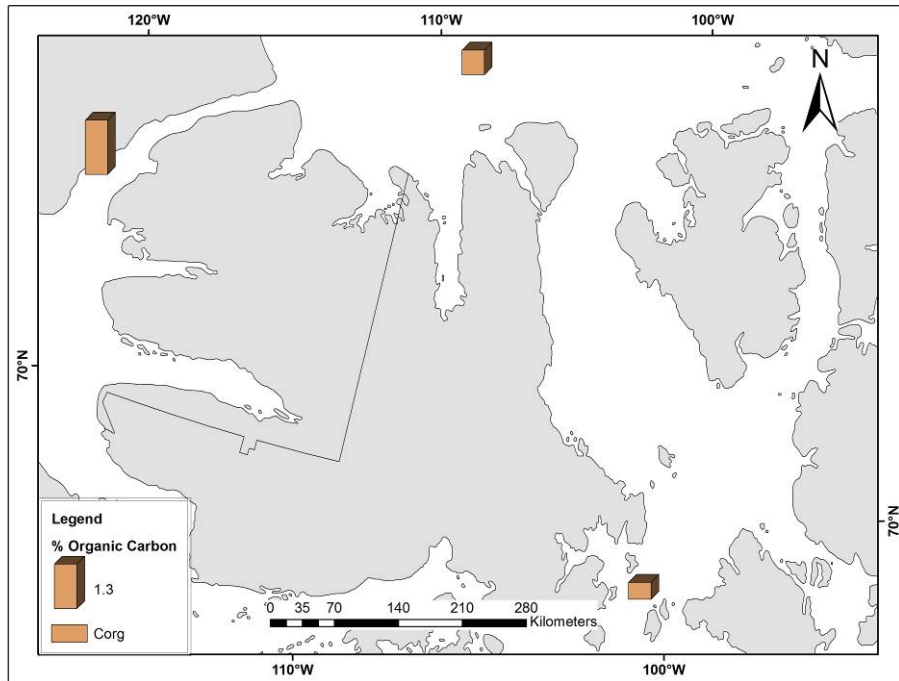 120°W 110°W 100°W
N
70°N
70°N
Legend
% Organic Carbon
1.3
Corg
0 35 70 140 210 280
Kilometers
110°W 100°W